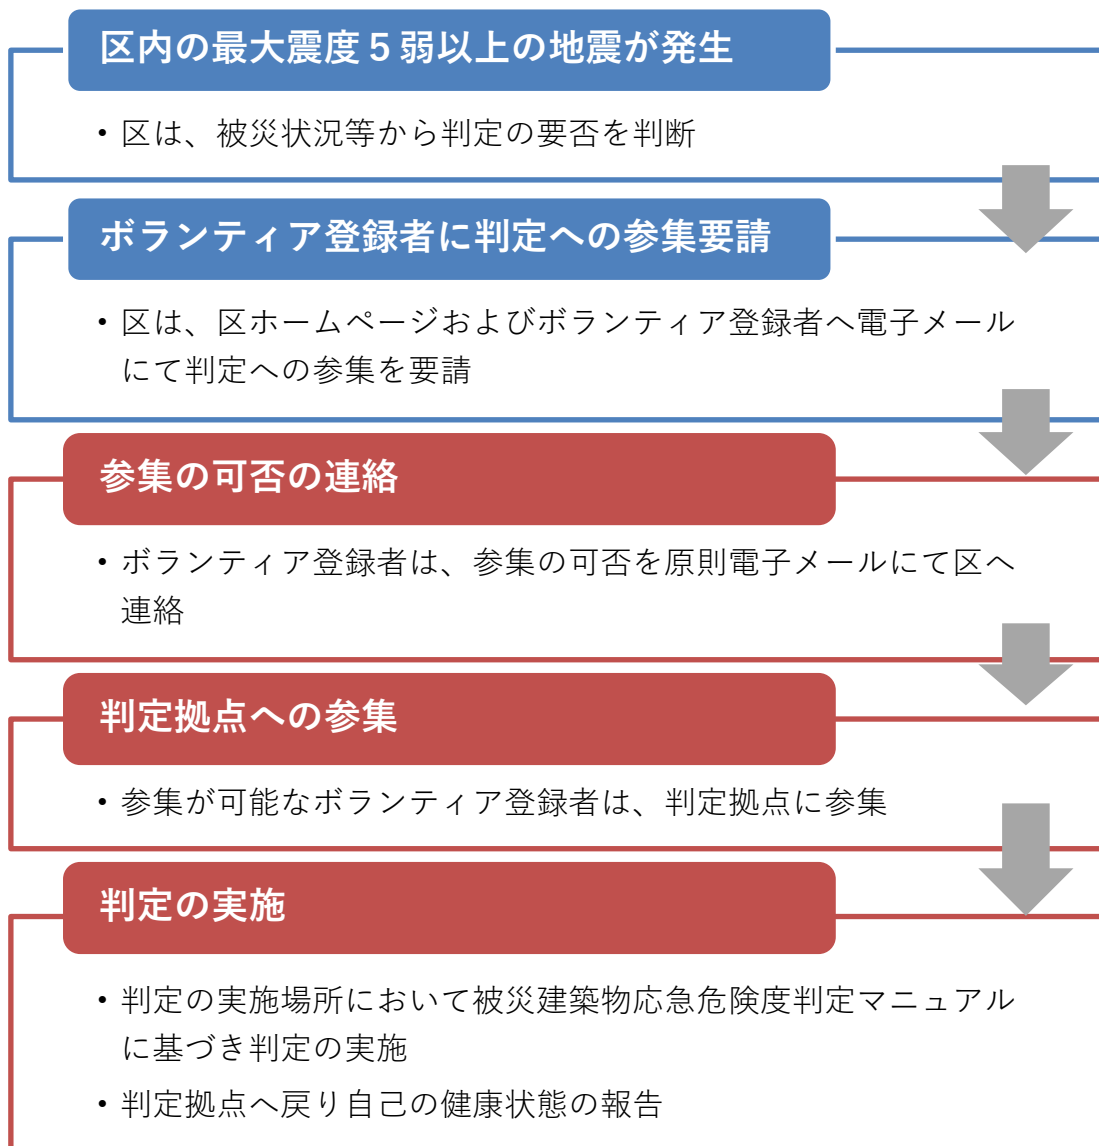 区内の最大震度５弱以上の地震が発生
・区は、被災状況等から判定の要否を判断
ボランティア登録者に判定への参集要請
・区は、区ホームページおよびボランティア登録者へ電子メール
にて判定への参集を要請
参集の可否の連絡
・ボランティア登録者は、参集の可否を原則電子メールにて区へ
連絡
判定拠点への参集
・参集が可能なボランティア登録者は、判定拠点に参集
判定の実施
・判定の実施場所において被災建築物応急危険度判定マニュアル
に基づき判定の実施
・判定拠点へ戻り自己の健康状態の報告